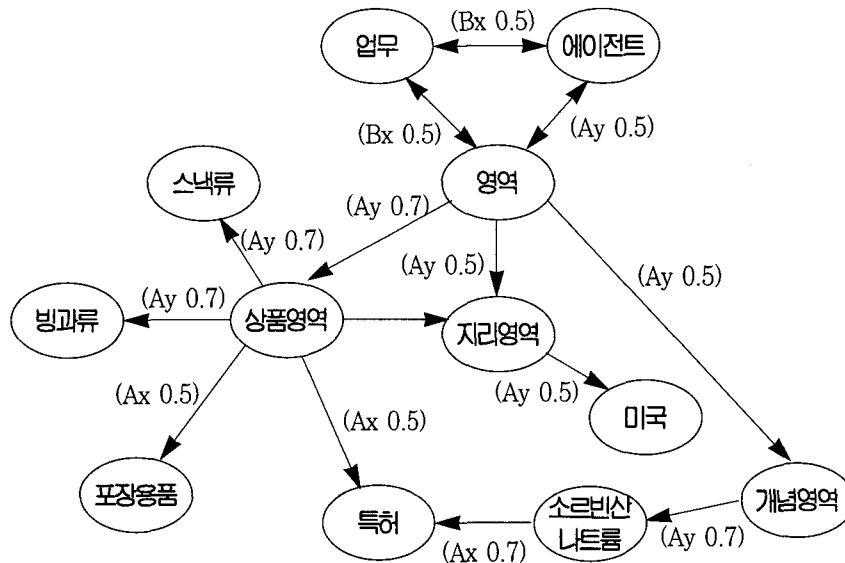 (Bx 0.5)
업무
에이전트
(Bx 0.5)
(Ay 0.5)
스낵류
영역
(Ay 0.7)
(Ay 0.7)
(Ay 0.5)
(Ay 0.5)
(Ay 0.7)
빙과류
상품영역
지리영역
(Ay 0.5)
(Ax 0.5)
(Ax 0.5)
미국
포장용품
특허
소르빈산
나트륨
개념영역
(Ax 0.7)
(Ay 0.7)